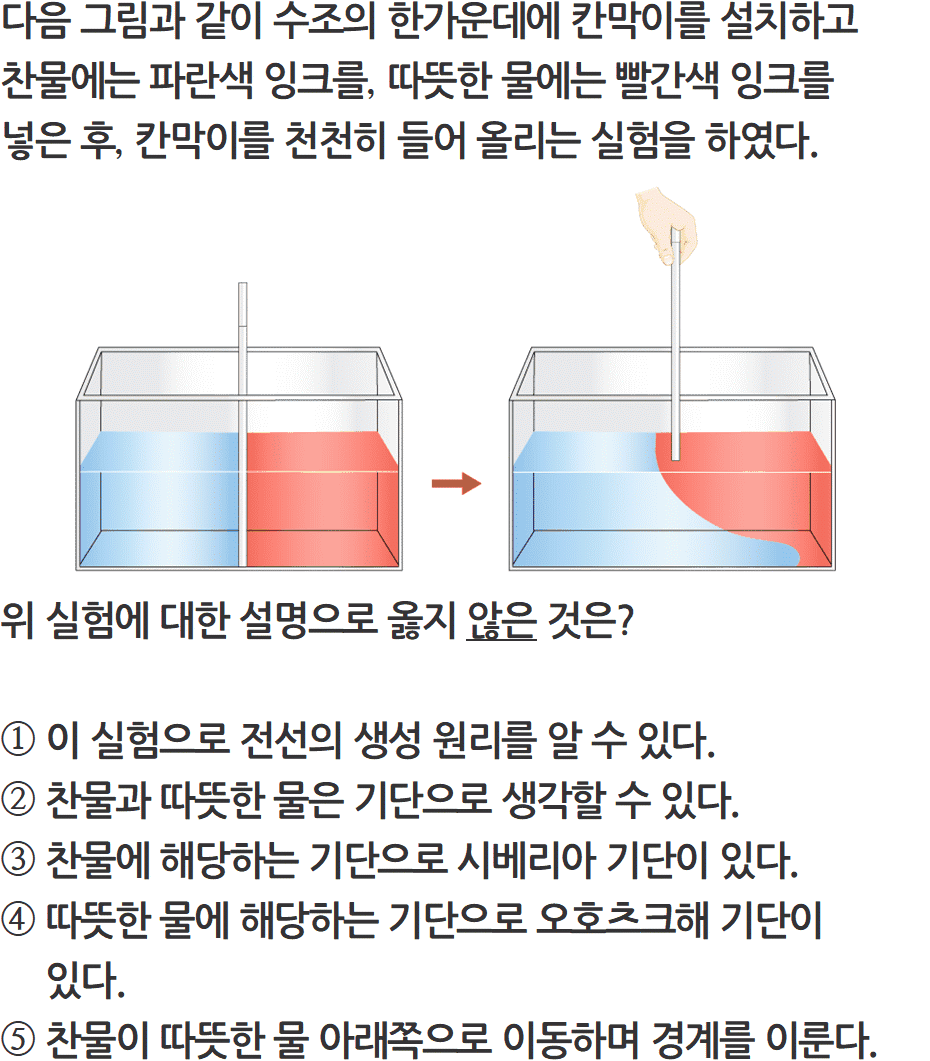 다음 그림과 같이 수조의 한가운데에 칸막이를 설치하고
찬물에는 파란색 잉크를, 따뜻한 물에는 빨간색 잉크를
넣은 후, 칸막이를 천천히 들어 올리는 실험을 하였다.
위 실험에 대한 설명으로 옳지 않은 것은?
① 이 실험으로 전선의 생성 원리를 알 수 있다.
② 찬물과 따뜻한 물은 기단으로 생각할 수 있다.
③ 찬물에 해당하는 기단으로 시베리아 기단이 있다.
④ 따뜻한 물에 해당하는 기단으로 오호츠크해 기단이
있다.
⑤ 찬물이 따뜻한 물 아래쪽으로 이동하며 경계를 이룬다.